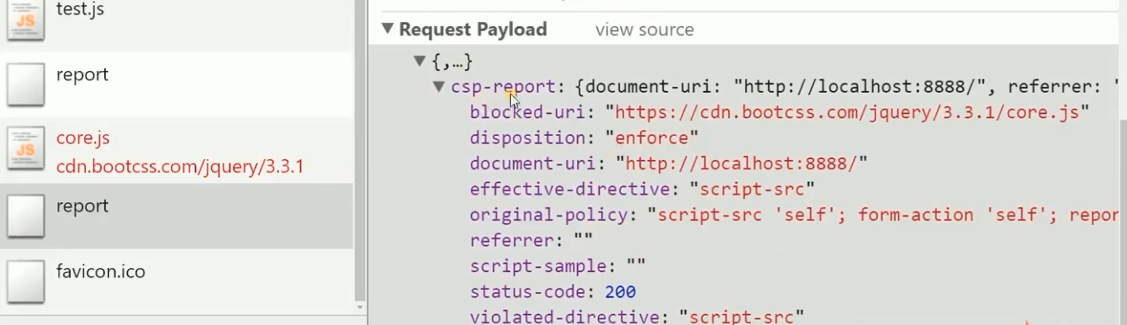 test.js
report
core.js
cdn.bootcss.com/jquery/3.3.1
report
favicon.ico
Request Payload view source
{,…}
csp-report: {document-uri: "http://localhost:8888/", referrer: "
blocked-uri: "https://cdn.bootcss.com/jquery/3.3.1/core.js"
disposition: "enforce"
document-uri: "http://localhost:8888/"
effective-directive: "script-src"
original-policy: "script-src 'self'; form-action 'self'; repor
referrer: ""
script-sample: ""
status-code: 200
violated-directive: "script-src"